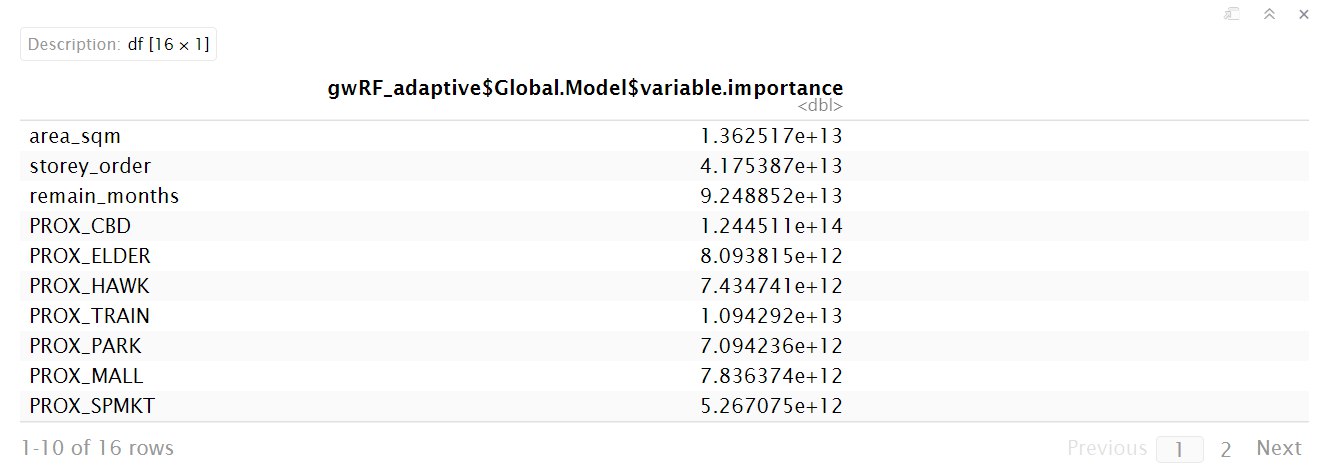 Description: df [16 × 1]
gwRF_adaptive$Global.Model$variable.importance
<dbl>
area_sqm 1.362517e+13
storey_order 4.175387e+13
remain_months 9.248852e+13
PROX_CBD 1.244511e+14
PROX_ELDER 8.093815e+12
PROX_HAWK 7.434741e+12
PROX_TRAIN 1.094292e+13
PROX_PARK 7.094236e+12
PROX_MALL 7.836374e+12
PROX_SPMKT 5.267075e+12
1-10 of 16 rows Previous 1 2 Next